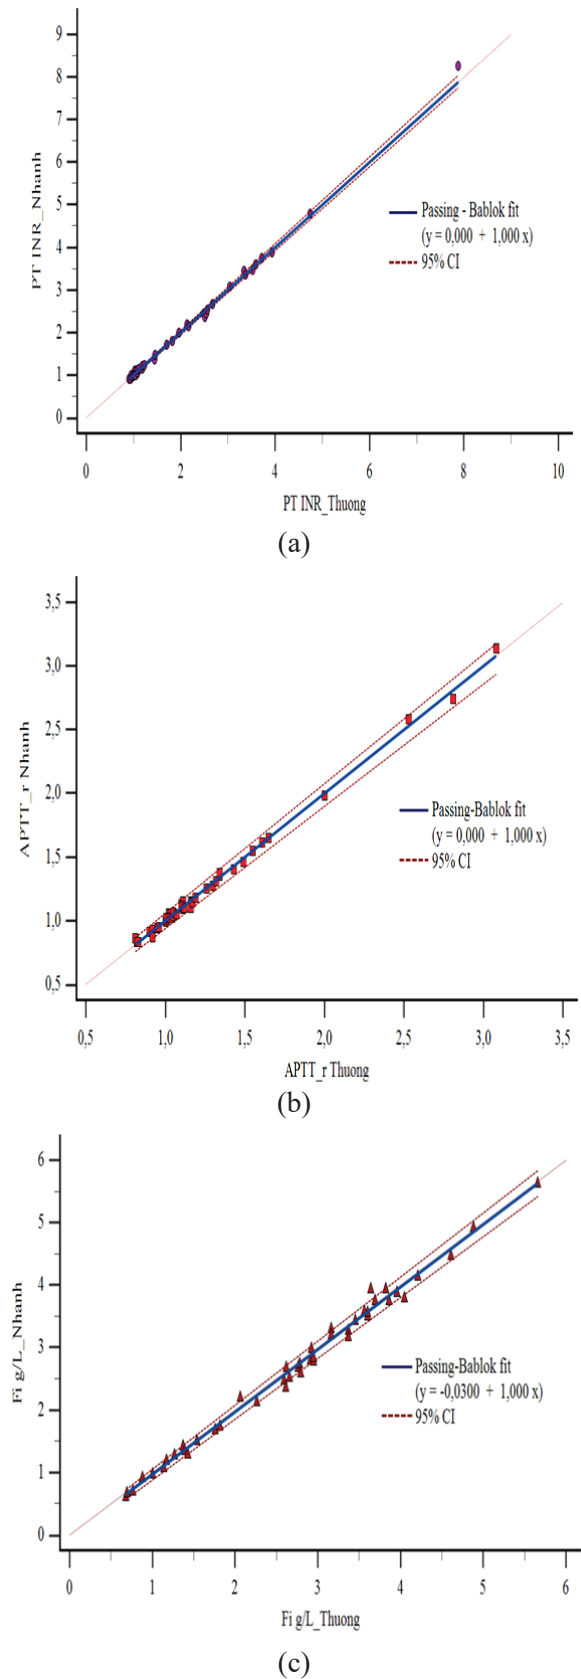 9
8
7
6
5
4
3
2
1
0
PT INR_Nhanh
Passing - Bablok fit
(y = 0,000 + 1,000 x)
95% CI
0 2 4 6 8 10
PT INR_Thuong
(a)
3,5
3,0
2,5
2,0
1,5
1,0
0,5
APTT_r Nhanh
Passing-Bablok fit
(y = 0,000 + 1,000 x)
95% CI
0,5 1,0 1,5 2,0 2,5 3,0 3,5
APTT_r Thuong
(b)
6
5
4
3
2
1
0
Fi g/L_Nhanh
Passing-Bablok fit
(y = -0,0300 + 1,000 x)
95% CI
0 1 2 3 4 5 6
Fi g/L_Thuong
(c)